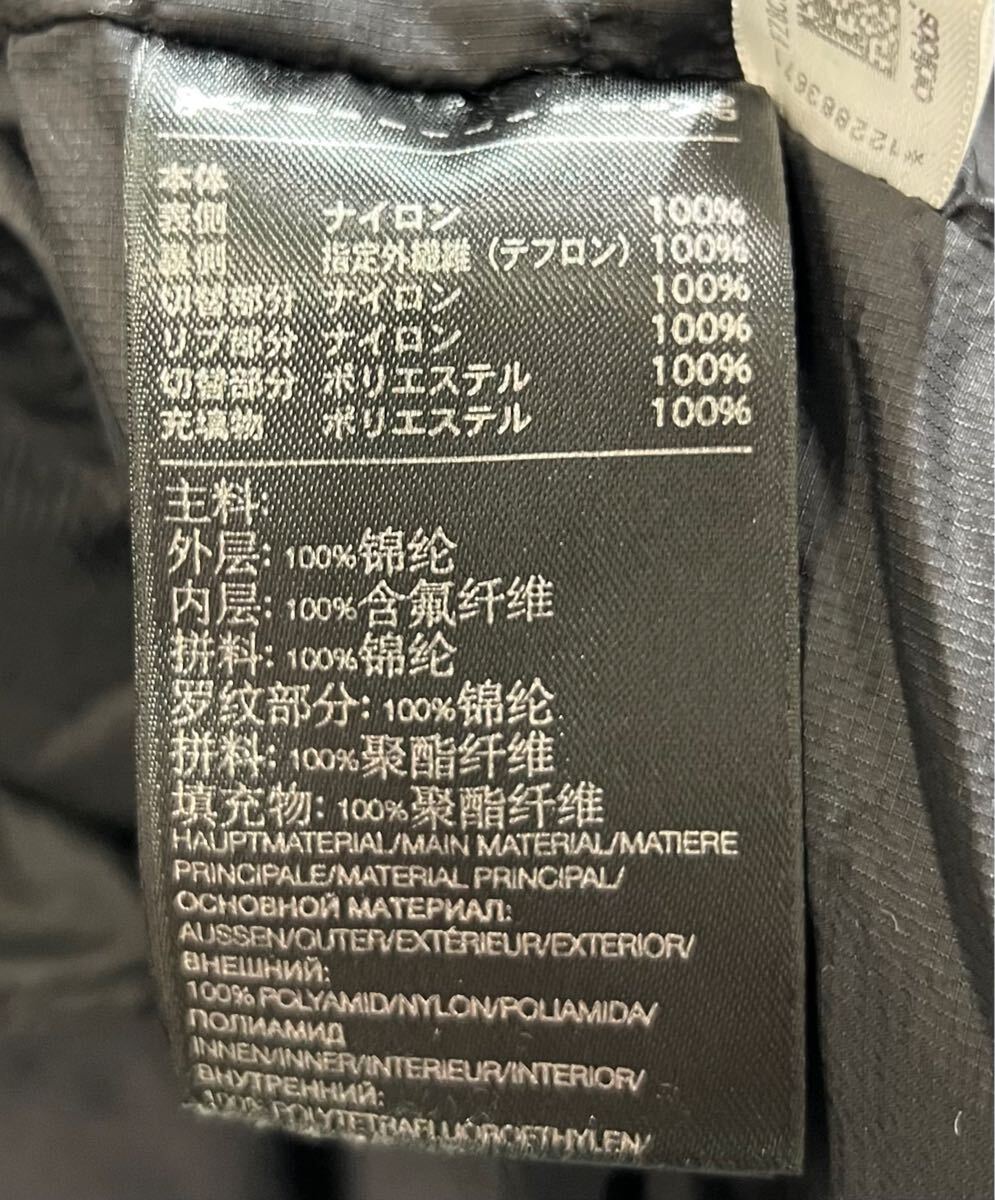 adidas
*12288367
本体
表側 ナイロン 100%
裏側 指定外繊維（テフロン） 100%
切替部分 ナイロン 100%
リブ部分 ナイロン 100%
切替部分 ポリエステル 100%
充填物 ポリエステル 100%
主料:
外层: 100%锦纶
内层: 100%含氟纤维
拼料: 100%锦纶
罗纹部分: 100%锦纶
拼料: 100%聚酯纤维
填充物: 100%聚酯纤维
HAUPTMATERIAL/MAIN MATERIAL/MATIERE
PRINCIPALE/MATERIAL PRINCIPAL/
ОСНОВНОЙ МАТЕРИАЛ:
AUSSEN/OUTER/EXTÉRIEUR/EXTERIOR/
ВНЕШНИЙ:
100% POLYAMID/NYLON/POLIAMIDA/
ПОЛИАМИД
INNEN/INNER/INTERIEUR/INTERIOR/
ВНУТРЕННИЙ:
100% POLYTETRAFLUOROETHYLEN/